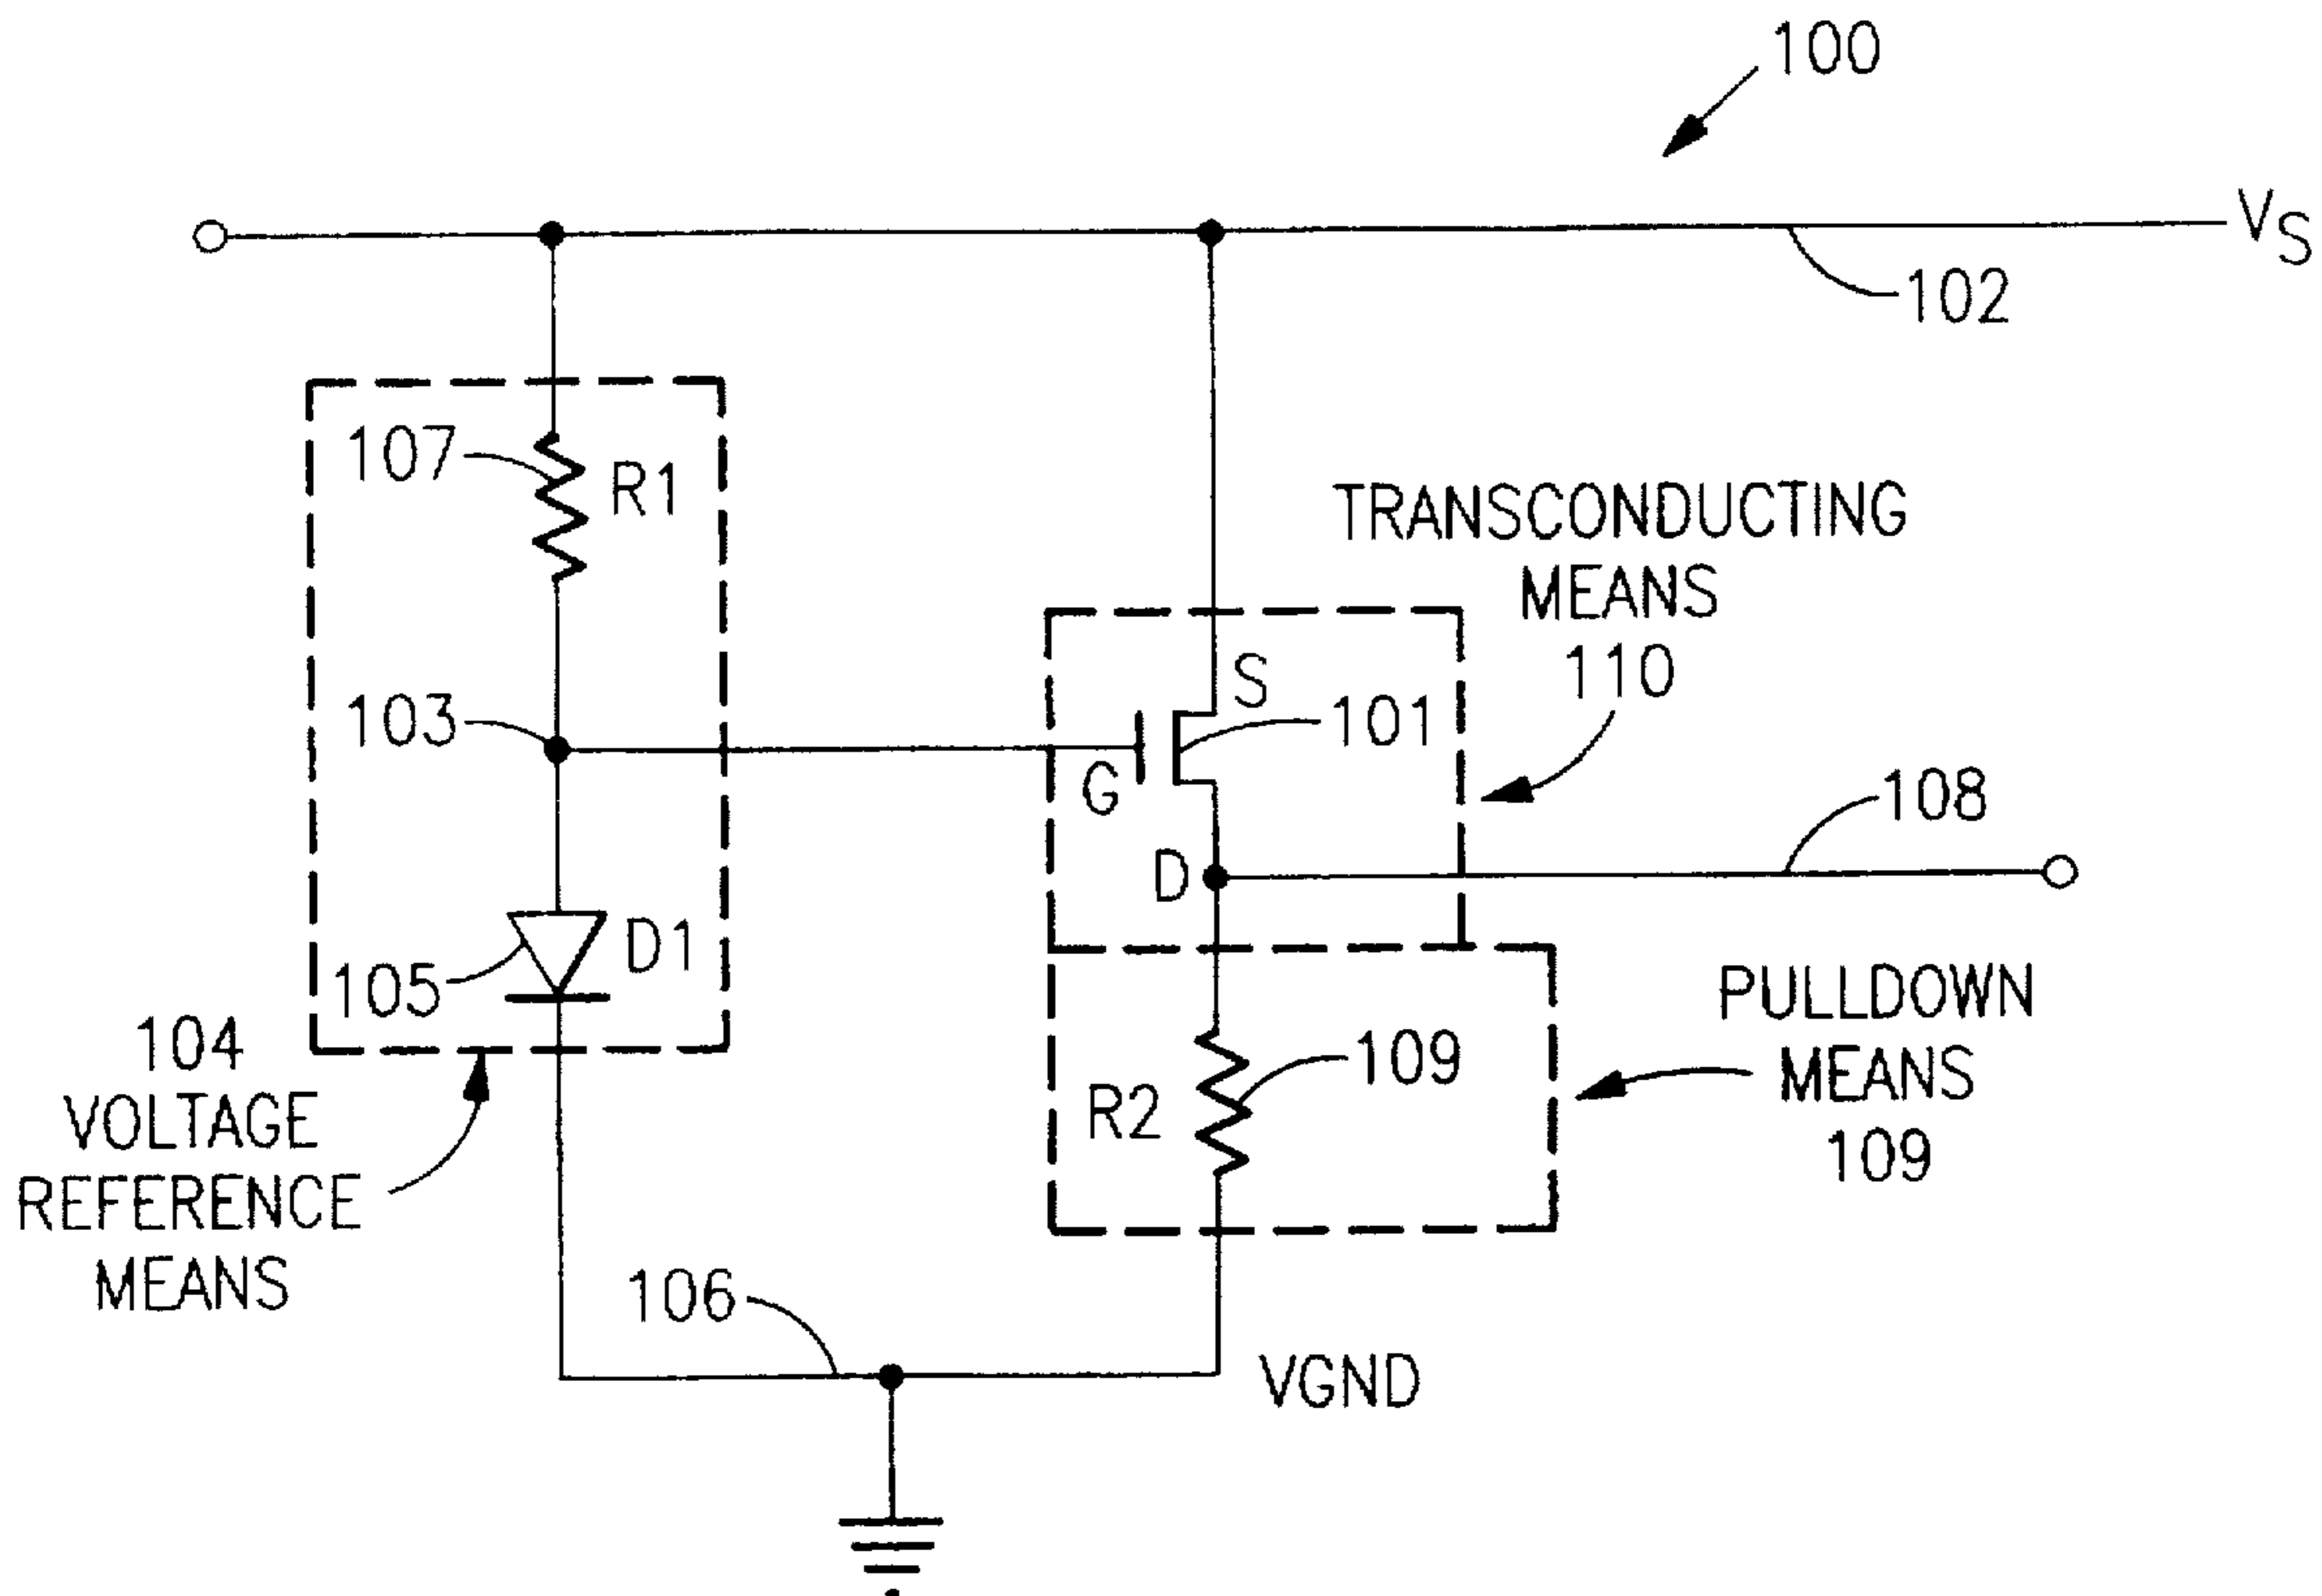 100
V_S
102
107
R1
TRANSCONDUCTING
MEANS
110
S
103
101
G
108
D
D1
105
PULLDOWN
MEANS
109
104
VOLTAGE
REFERENCE
MEANS
109
R2
106
VGND